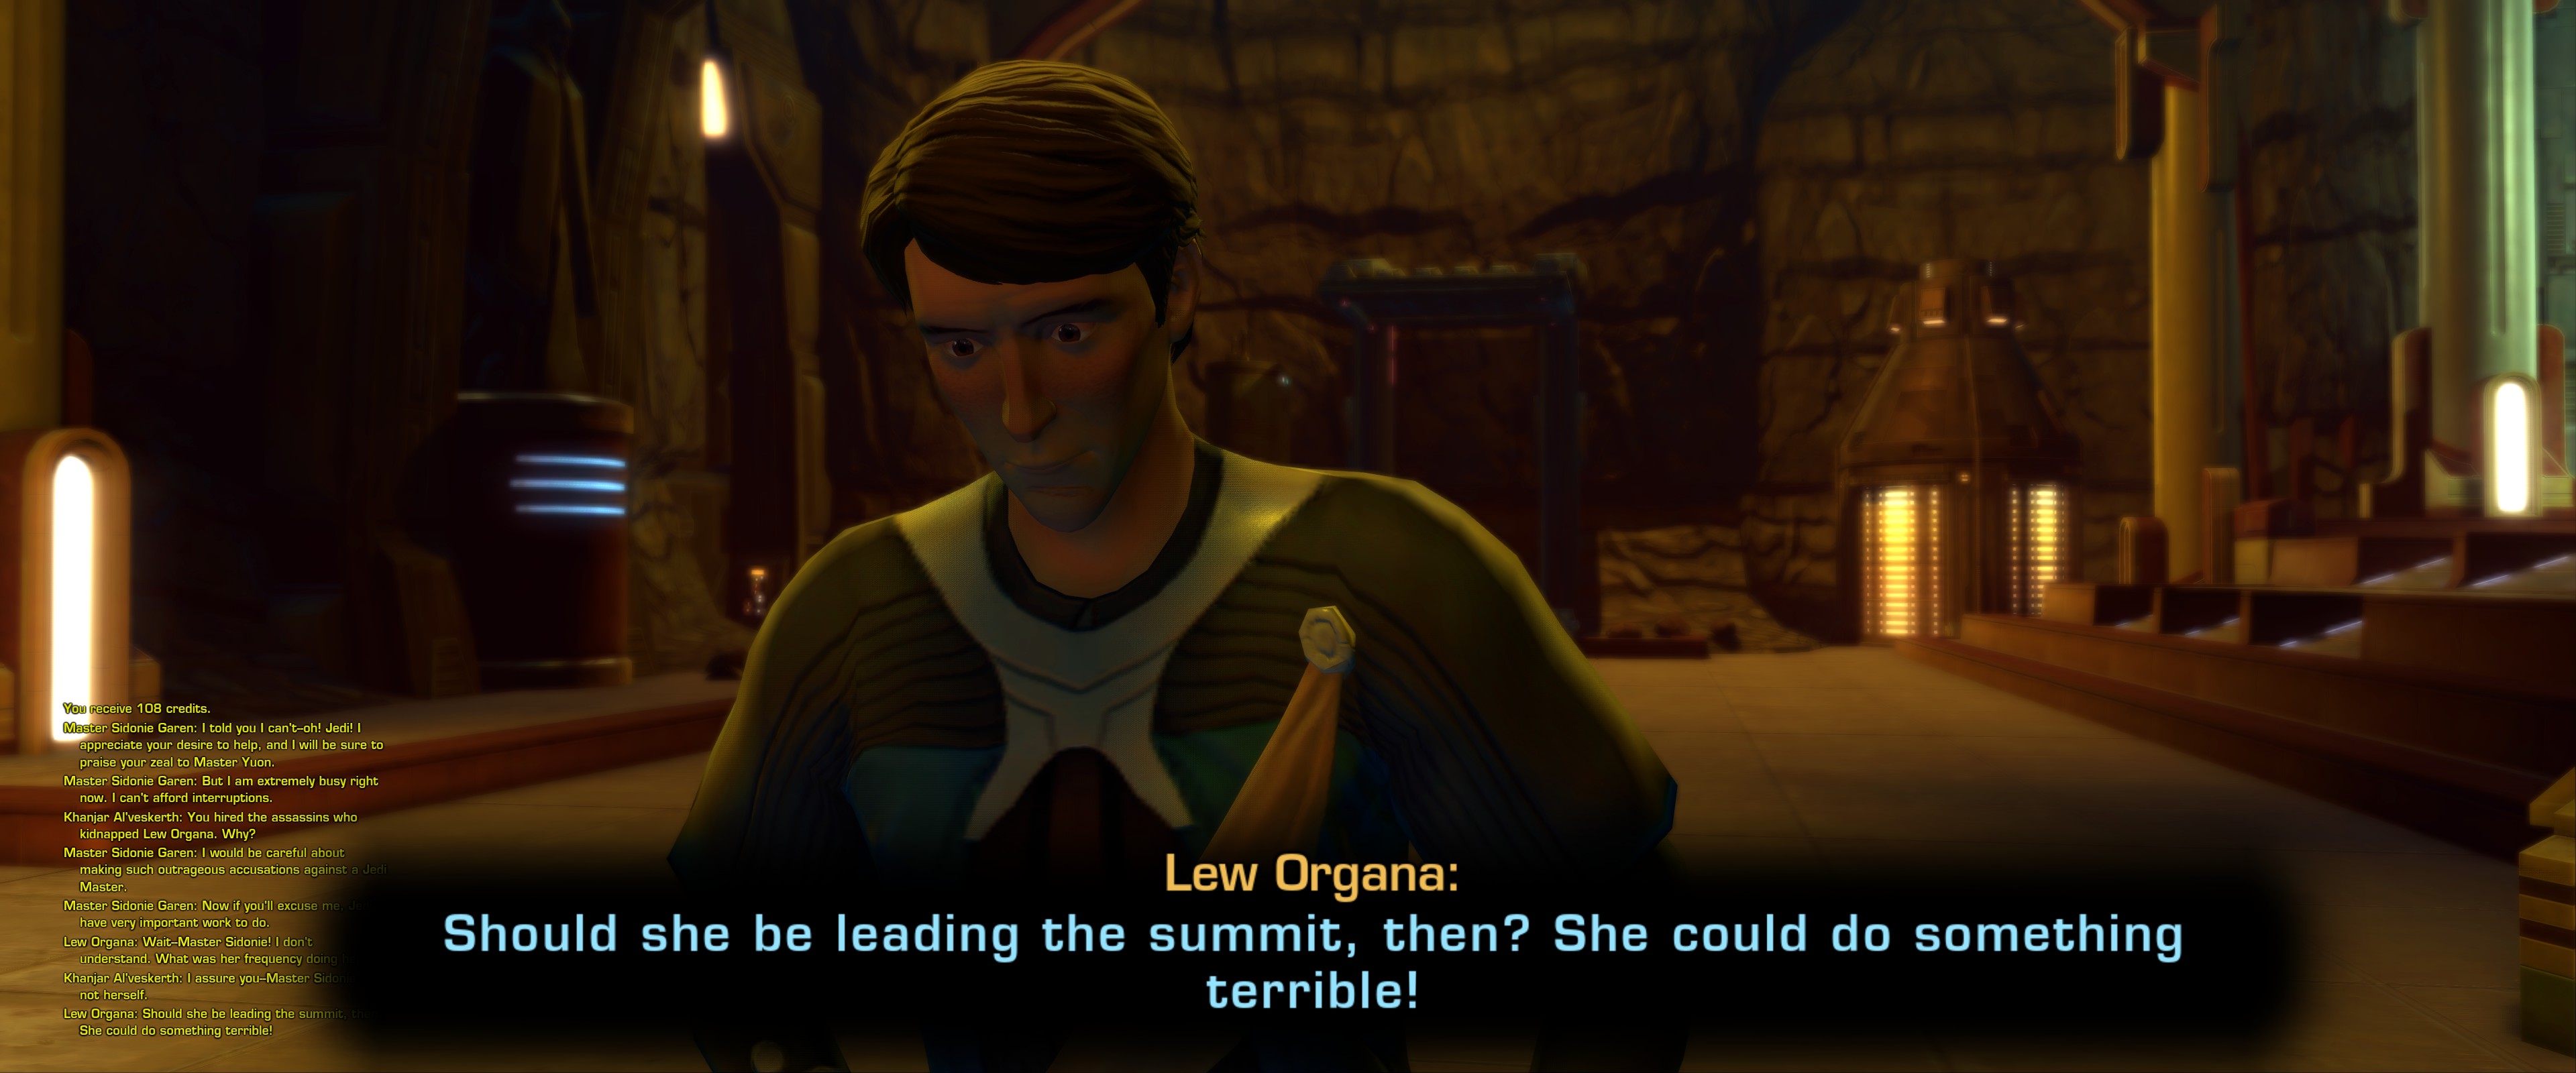 You receive 108 credits.
Master Sidonie Garen: I told you I can't–oh! Jedi! I
appreciate your desire to help, and I will be sure to
praise your zeal to Master Yuon.
Master Sidonie Garen: But I am extremely busy right
now. I can't afford interruptions.
Khanjar Al'veskerth: You hired the assassins who
kidnapped Lew Organa. Why?
Master Sidonie Garen: I would be careful about
making such outrageous accusations against a Jedi
Master.
Master Sidonie Garen: Now if you'll excuse me,
have very important work to do.
Lew Organa: Wait–Master Sidonie! I don't
understand. What was her frequency doing
Khanjar Al'veskerth: I assure you–Master
not herself.
Lew Organa: Should she be leading the summit,
She could do something terrible!
Lew Organa:
Should she be leading the summit, then? She could do something
terrible!